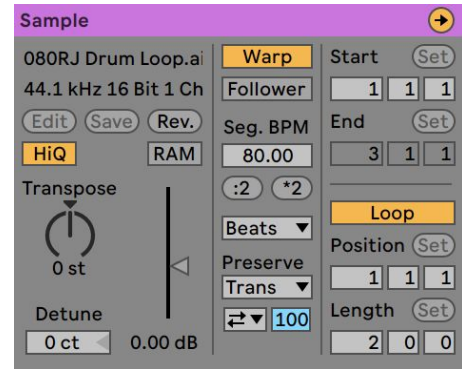 Sample
080RJ Drum Loop.ai
44.1 kHz 16 Bit 1 Ch
Edit Save Rev.
HiQ RAM
Transpose
0 st
Detune
0 ct 0.00 dB
Warp
Follower
Seg. BPM
80.00
:2 *2
Beats
Preserve
Trans
100
Start Set
1 1 1
End Set
3 1 1
Loop
Position Set
1 1 1
Length Set
2 0 0